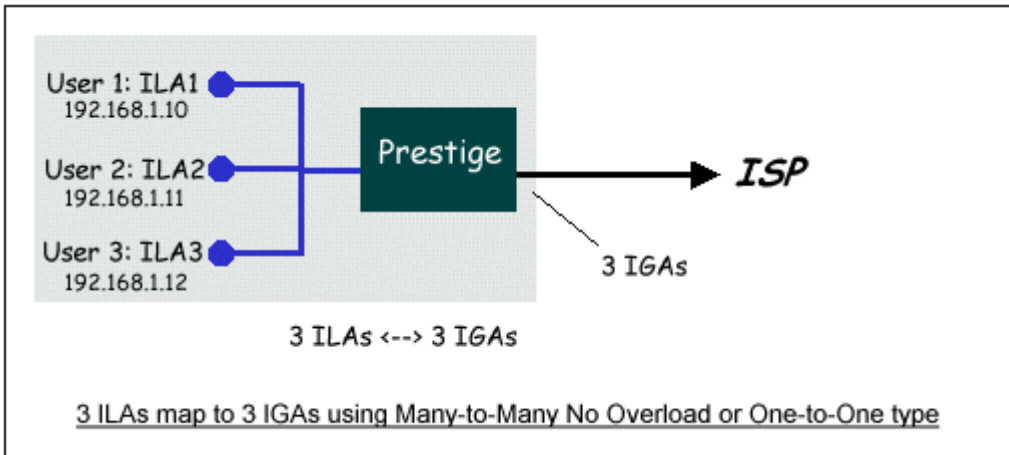 User 1: ILA1
192.168.1.10
User 2: ILA2
192.168.1.11
User 3: ILA3
192.168.1.12
Prestige
ISP
3 IGAs
3 ILAs <--> 3 IGAs
3 ILAs map to 3 IGAs using Many-to-Many No Overload or One-to-One type